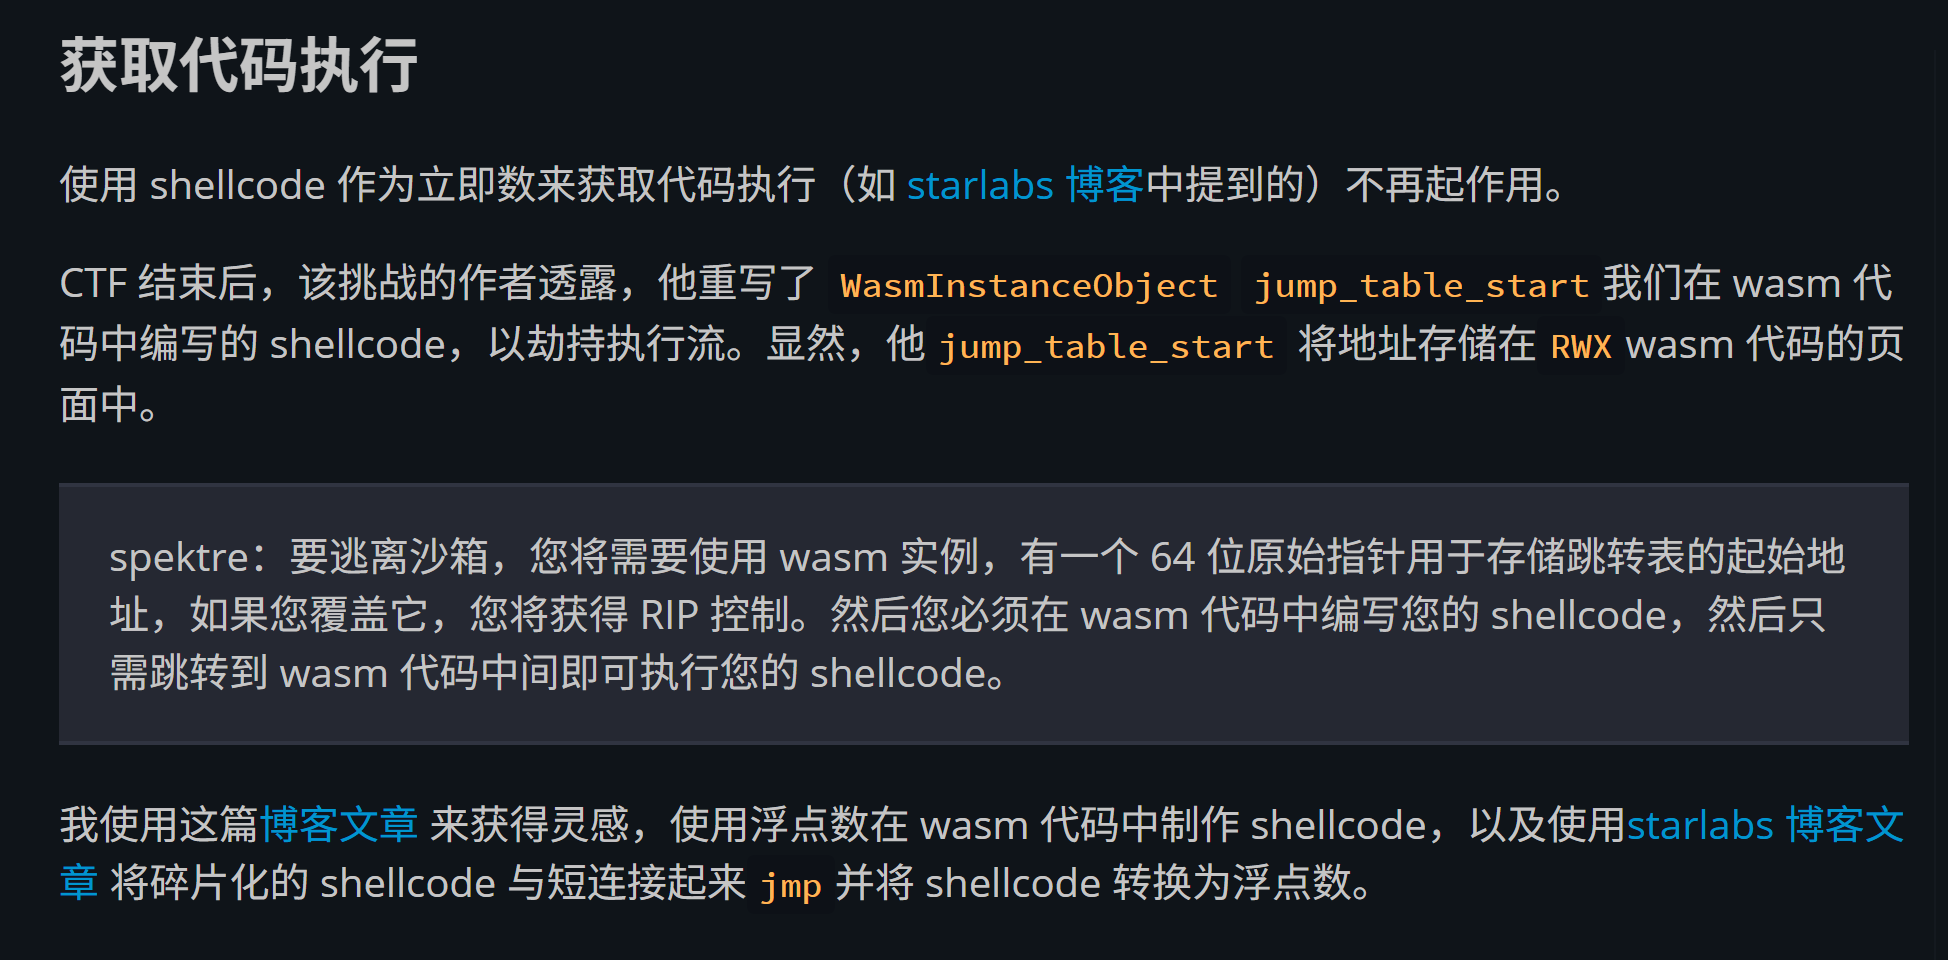 获取代码执行
使用 shellcode 作为立即数来获取代码执行（如 starlabs 博客中提到的）不再起作用。
CTF 结束后，该挑战的作者透露，他重写了 WasmInstanceObject jump_table_start 我们在 wasm 代
码中编写的 shellcode，以劫持执行流。显然，他 jump_table_start 将地址存储在 RWX wasm 代码的页
面中。
spektre：要逃离沙箱，您将需要使用 wasm 实例，有一个 64 位原始指针用于存储跳转表的起始地
址，如果您覆盖它，您将获得 RIP 控制。然后您必须在 wasm 代码中编写您的 shellcode，然后只
需跳转到 wasm 代码中间即可执行您的 shellcode。
我使用这篇博客文章 来获得灵感，使用浮点数在 wasm 代码中制作 shellcode，以及使用starlabs 博客文
章 将碎片化的 shellcode 与短连接起来 jmp 并将 shellcode 转换为浮点数。